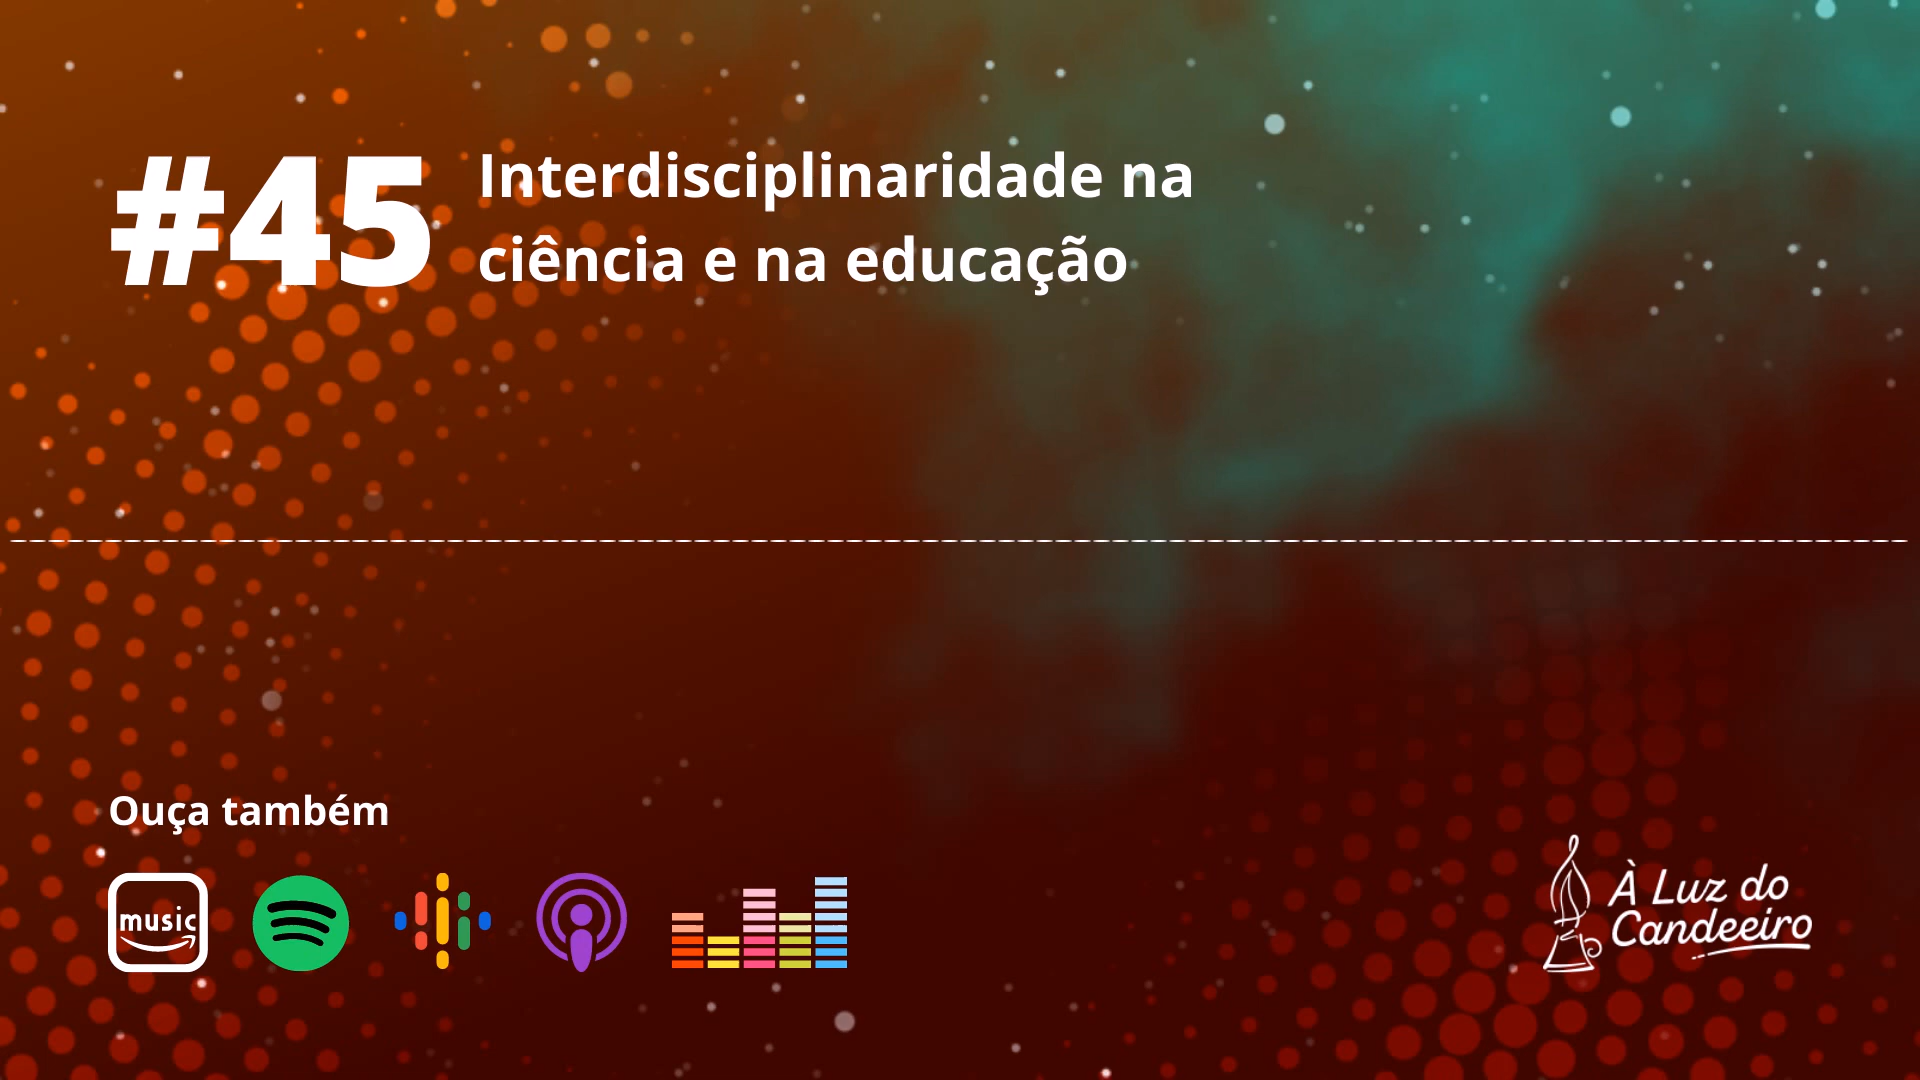 #45
Interdisciplinaridade na
ciência e na educação
Ouça também
music
À Luz do
Candeeiro